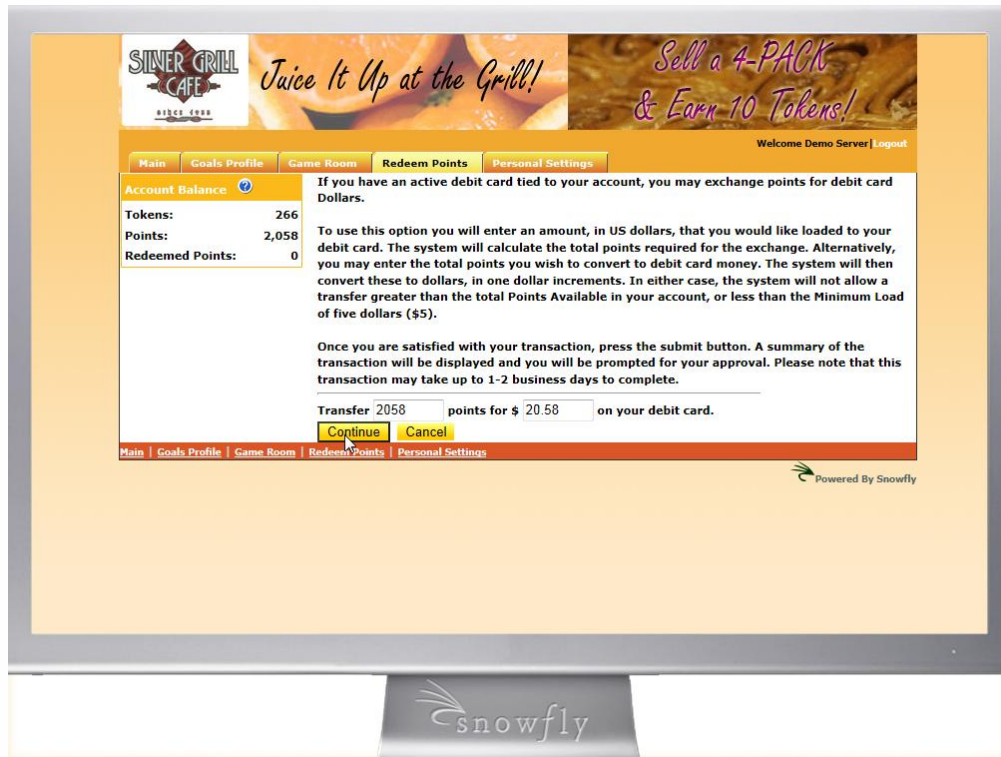 SILVER GRILL
CAFE
since 1933
Juice It Up at the Grill!
Sell a 4-PACK
& Earn 10 Tokens!
Welcome Demo Server|Logout
Main Goals Profile Game Room Redeem Points Personal Settings
Account Balance ?
Tokens: 266
Points: 2,058
Redeemed Points: 0
If you have an active debit card tied to your account, you may exchange points for debit card
Dollars.
To use this option you will enter an amount, in US dollars, that you would like loaded to your
debit card. The system will calculate the total points required for the exchange. Alternatively,
you may enter the total points you wish to convert to debit card money. The system will then
convert these to dollars, in one dollar increments. In either case, the system will not allow a
transfer greater than the total Points Available in your account, or less than the Minimum Load
of five dollars ($5).
Once you are satisfied with your transaction, press the submit button. A summary of the
transaction will be displayed and you will be prompted for your approval. Please note that this
transaction may take up to 1-2 business days to complete.
Transfer 2058 points for $ 20.58 on your debit card.
Continue Cancel
Main | Goals Profile | Game Room | Redeem Points | Personal Settings
Powered By Snowfly
snowfly